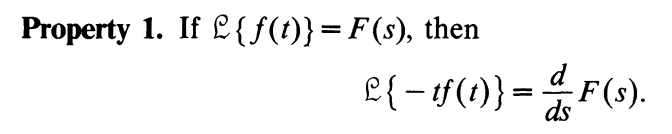 Property 1. If ℒ{f(t)} = F(s), then
ℒ{ − tf(t)} = d/ds F(s).